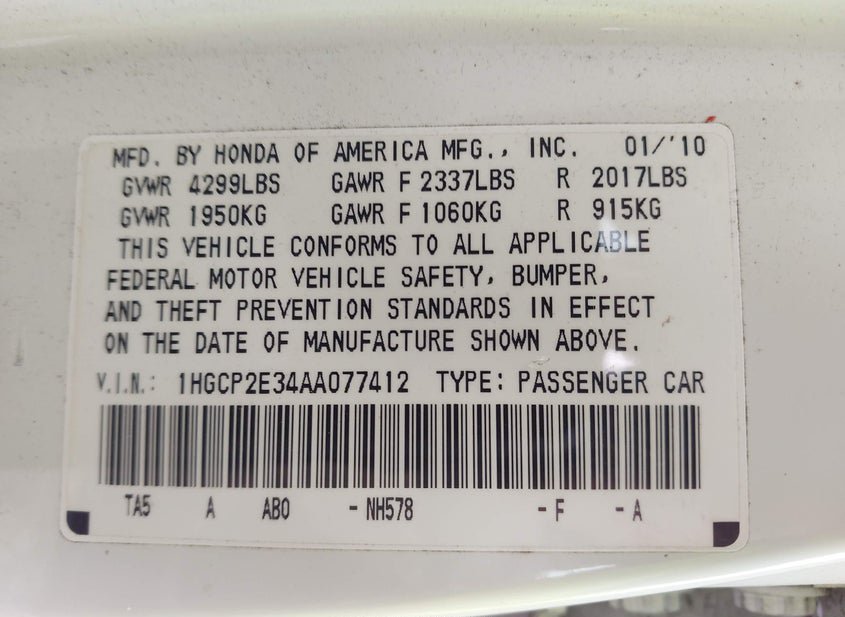 MFD. BY HONDA OF AMERICA MFG., INC. 01/'10
GVWR 4299LBS GAWR F 2337LBS R 2017LBS
GVWR 1950KG GAWR F 1060KG R 915KG
THIS VEHICLE CONFORMS TO ALL APPLICABLE
FEDERAL MOTOR VEHICLE SAFETY, BUMPER,
AND THEFT PREVENTION STANDARDS IN EFFECT
ON THE DATE OF MANUFACTURE SHOWN ABOVE.
V.I.N.: 1HGCP2E34AA077412 TYPE: PASSENGER CAR
TA5 A AB0 -NH578 -F -A